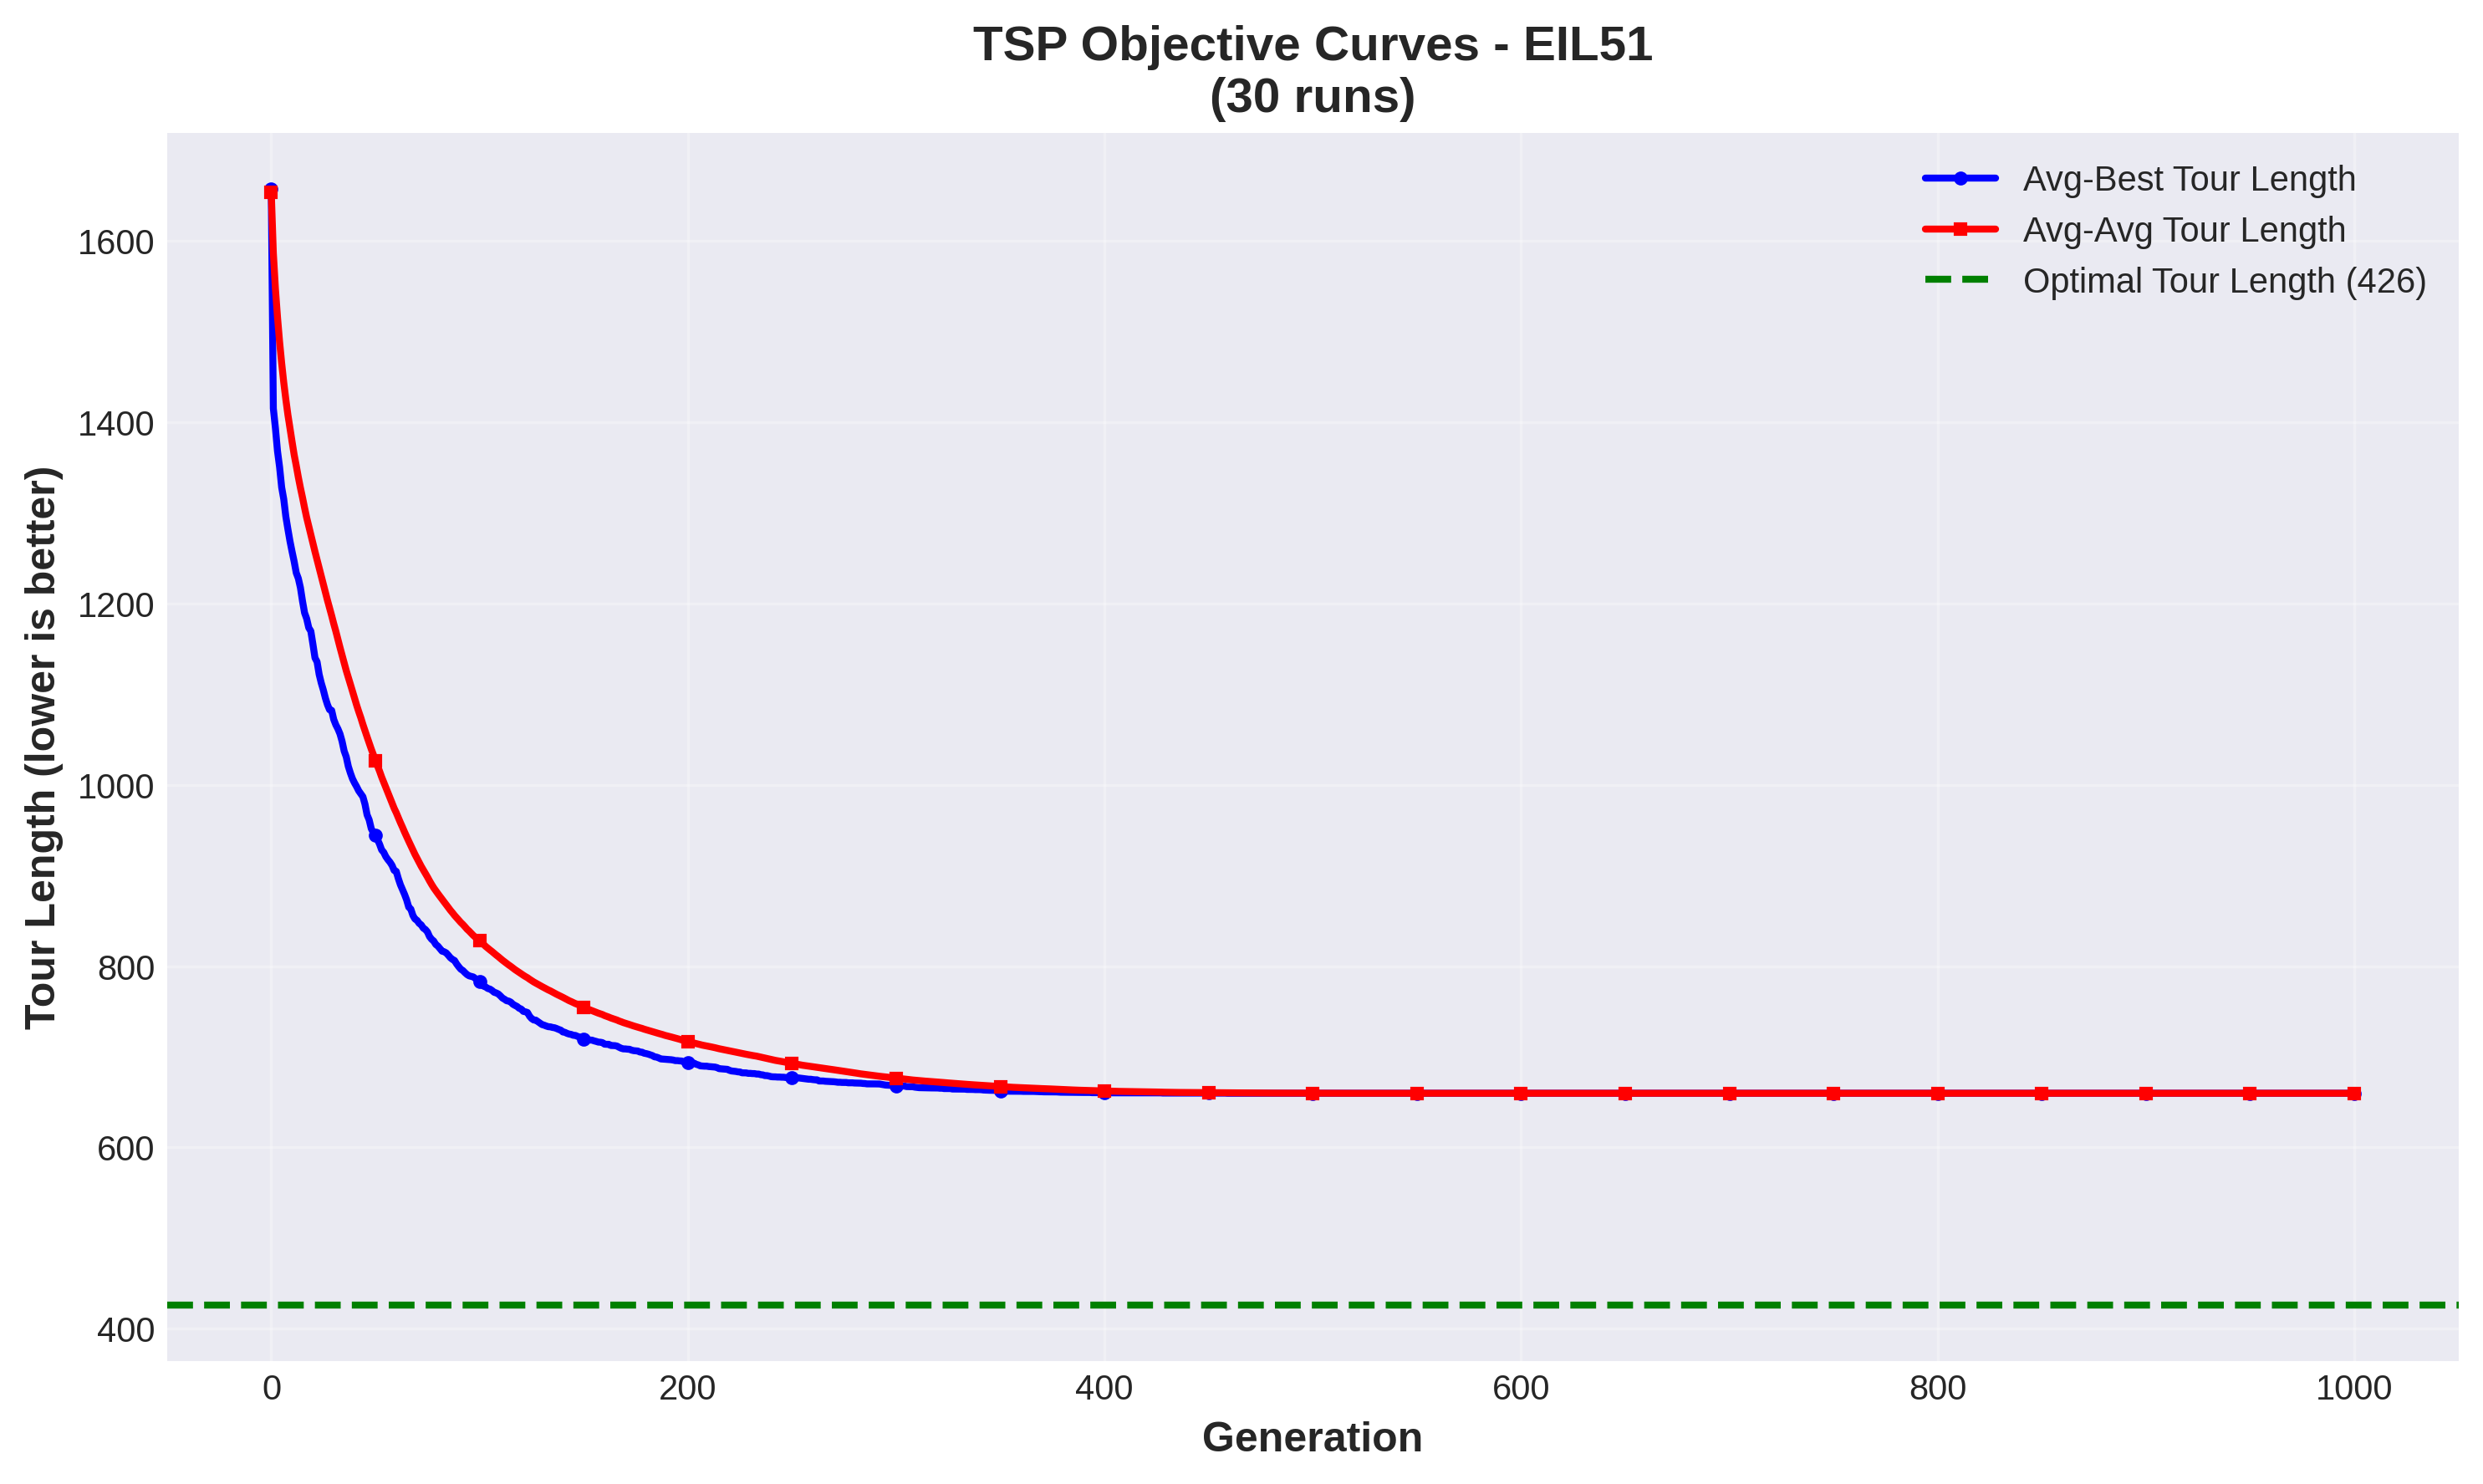 TSP Objective Curves - EIL51
(30 runs)
Avg-Best Tour Length
Avg-Avg Tour Length
Optimal Tour Length (426)
Tour Length (lower is better)
1600
1400
1200
1000
800
600
400
0
200
400
600
800
1000
Generation